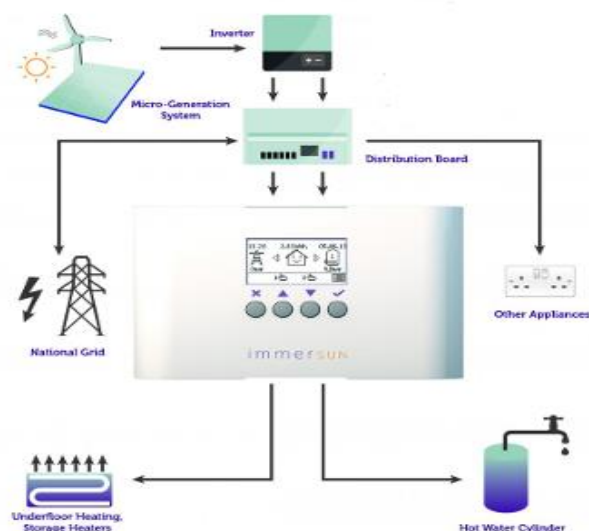 Inverter
Micro-Generation
System
Distribution Board
National Grid
Other Appliances
immerSUN
Underfloor Heating,
Storage Heaters
Hot Water Cylinder